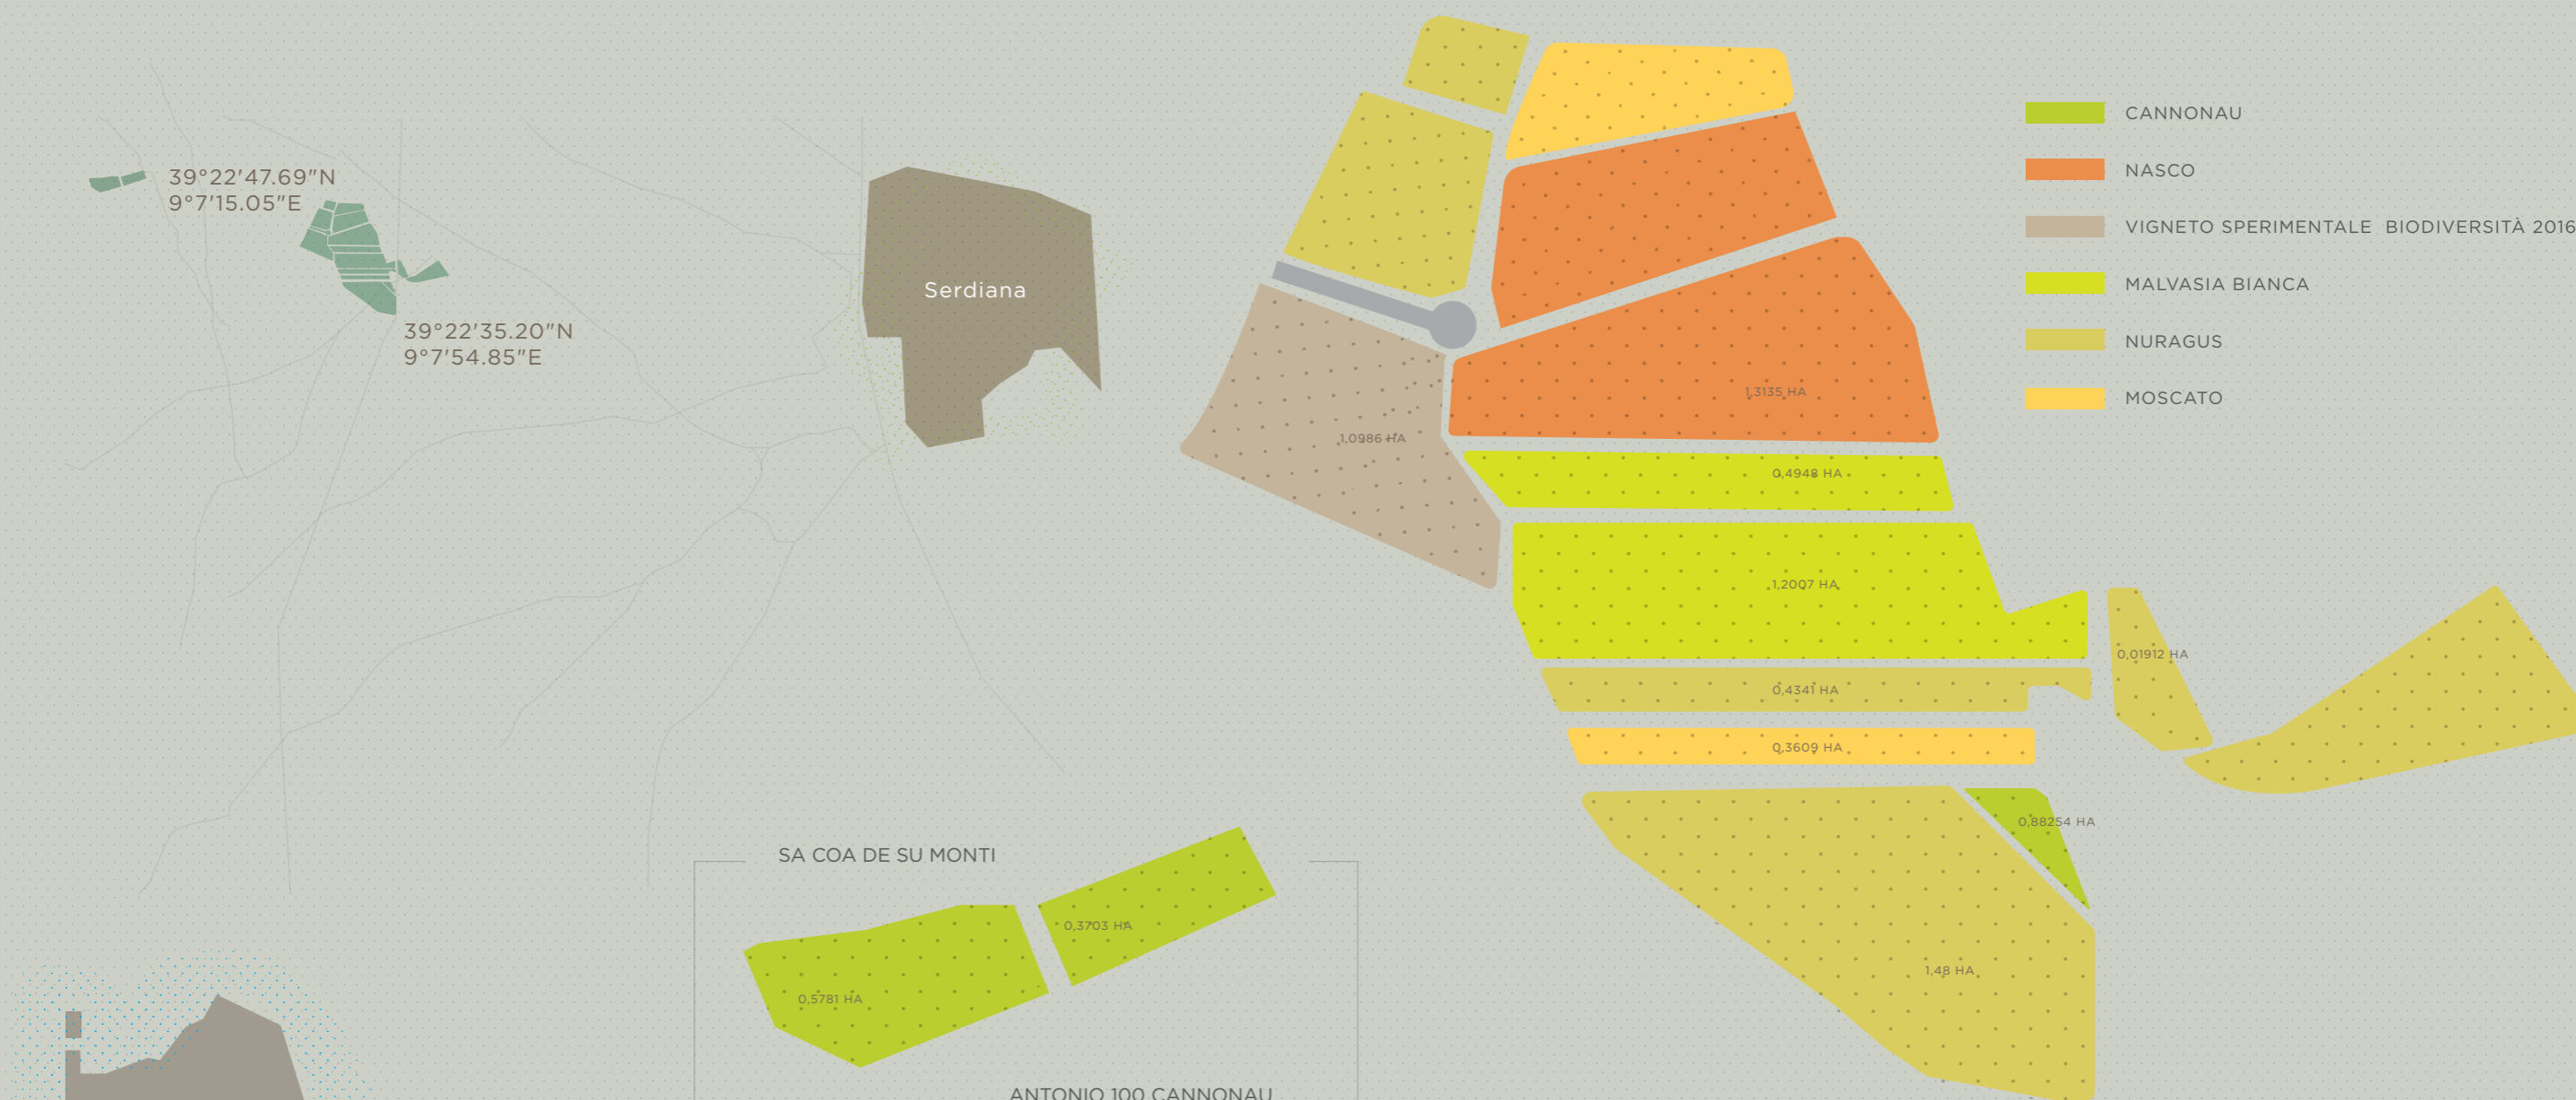 39°22'47.69"N
9°7'15.05"E
39°22'35.20"N
9°7'54.85"E
Serdiana
CANNONAU
NASCO
VIGNETO SPERIMENTALE BIODIVERSITÀ 2016
MALVASIA BIANCA
NURAGUS
MOSCATO
1,3135 HA
1,0986 HA
0,4948 HA
1,2007 HA
0,01912 HA
0,4341 HA
0,3609 HA
0,88254 HA
1,48 HA
SA COA DE SU MONTI
0,3703 HA
0,5781 HA
ANTONIO 100 CANNONAU